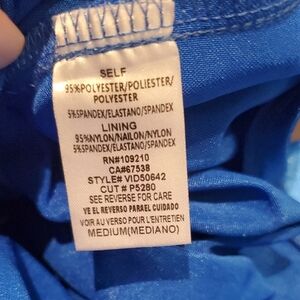 SELF
95%POLYESTER/POLIESTER/
POLYESTER
5%SPANDEX/ELASTANO/SPANDEX
LINING
95%NYLON/NAILON/NYLON
5%SPANDEX/ELASTANO/SPANDEX
RN#109210
CA#67538
STYLE# VID50642
CUT # P5280
SEE REVERSE FOR CARE
VE EL REVERSO PARAEL CUIDADO
VOIR AU VERSO POUR L'ENTRETIEN
MEDIUM(MEDIANO)